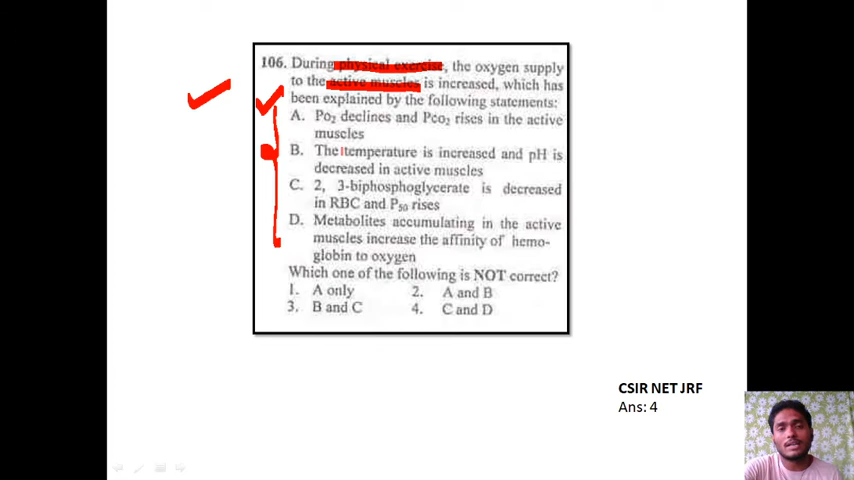 106. During physical exercise, the oxygen supply
to the active muscles is increased, which has
been explained by the following statements:
A. Po₂ declines and Pco₂ rises in the active
muscles
B. The temperature is increased and pH is
decreased in active muscles
C. 2, 3-biphosphoglycerate is decreased
in RBC and P₅₀ rises
D. Metabolites accumulating in the active
muscles increase the affinity of hemo-
globin to oxygen
Which one of the following is NOT correct?
1. A only 2. A and B
3. B and C 4. C and D
CSIR NET JRF
Ans: 4